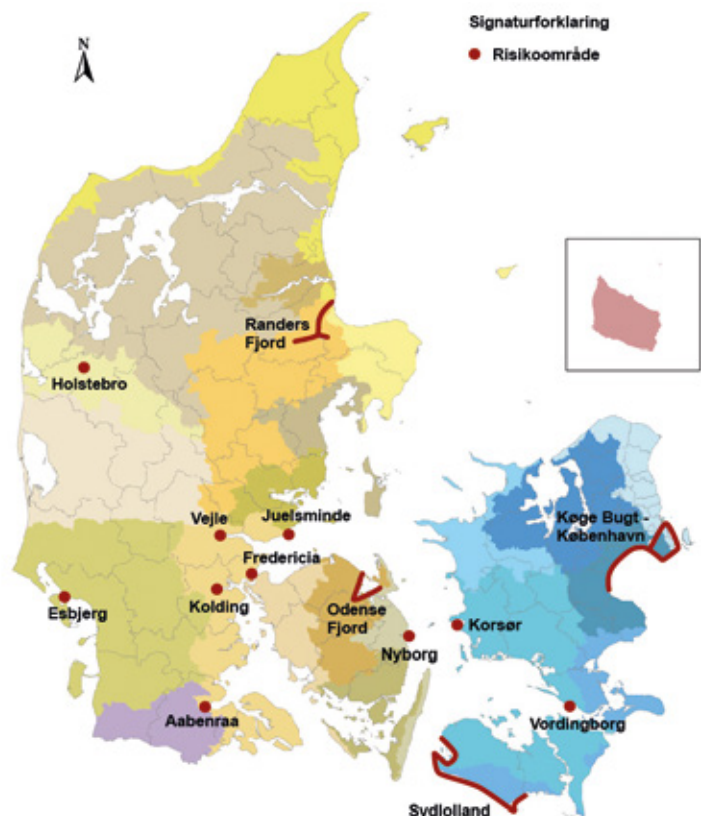 Signaturforklaring
N
Risikoområde
Randers
Fjord
Holstebro
Køge Bugt -
København
Vejle
Juelsminde
Fredericia
Esbjerg
Kolding
Odense
Fjord
Korsør
Nyborg
Aabenraa
Vordingborg
Sydlolland